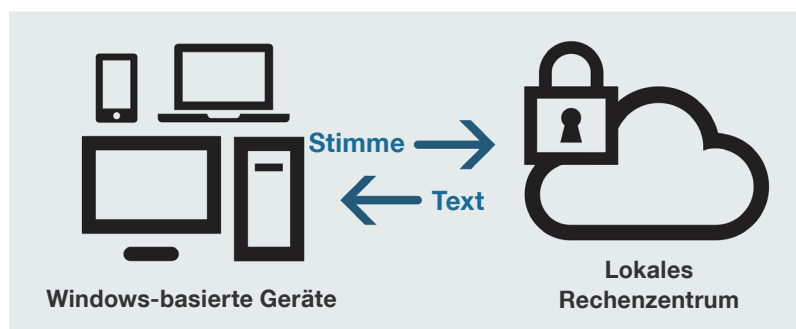 Stimme
Text
Windows-basierte Geräte
Lokales
Rechenzentrum